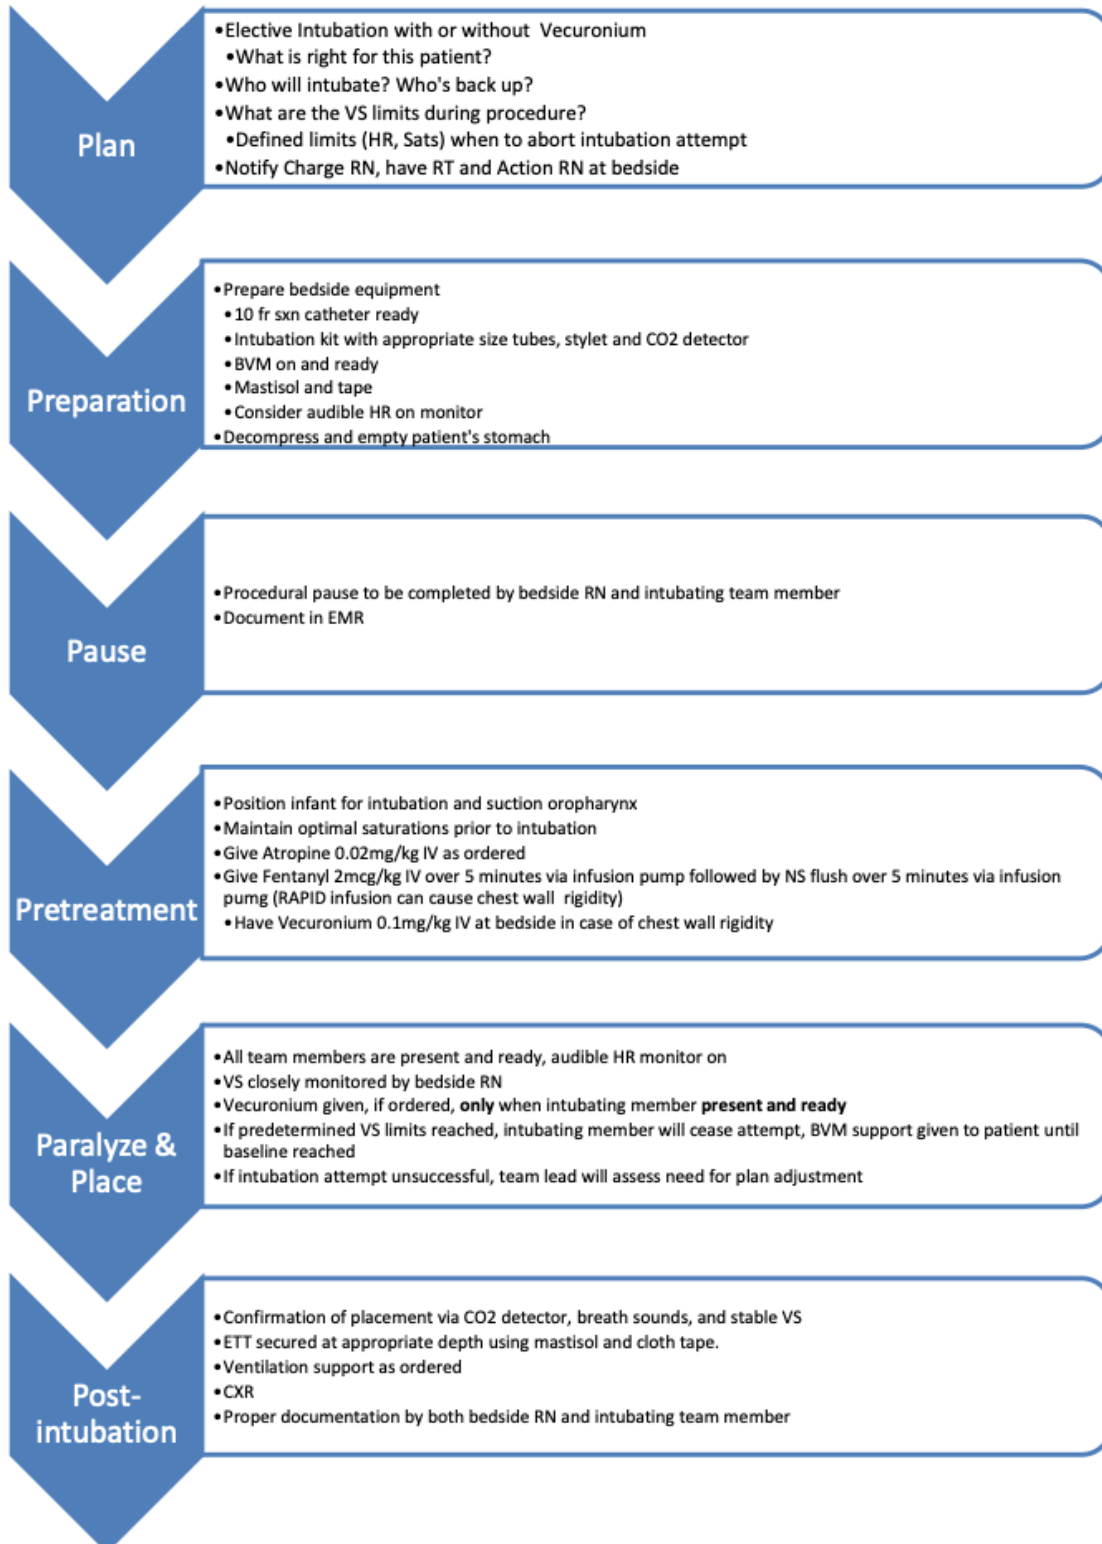 Plan
•Elective Intubation with or without Vecuronium
•What is right for this patient?
•Who will intubate? Who's back up?
•What are the VS limits during procedure?
•Defined limits (HR, Sats) when to abort intubation attempt
•Notify Charge RN, have RT and Action RN at bedside
Preparation
•Prepare bedside equipment
•10 fr sxn catheter ready
•Intubation kit with appropriate size tubes, stylet and CO2 detector
•BVM on and ready
•Mastisol and tape
•Consider audible HR on monitor
•Decompress and empty patient's stomach
Pause
•Procedural pause to be completed by bedside RN and intubating team member
•Document in EMR
Pretreatment
•Position infant for intubation and suction oropharynx
•Maintain optimal saturations prior to intubation
•Give Atropine 0.02mg/kg IV as ordered
•Give Fentanyl 2mcg/kg IV over 5 minutes via infusion pump followed by NS flush over 5 minutes via infusion
pumg (RAPID infusion can cause chest wall rigidity)
•Have Vecuronium 0.1mg/kg IV at bedside in case of chest wall rigidity
Paralyze &
Place
•All team members are present and ready, audible HR monitor on
•VS closely monitored by bedside RN
•Vecuronium given, if ordered, only when intubating member present and ready
•If predetermined VS limits reached, intubating member will cease attempt, BVM support given to patient until
baseline reached
•If intubation attempt unsuccessful, team lead will assess need for plan adjustment
Post-
intubation
•Confirmation of placement via CO2 detector, breath sounds, and stable VS
•ETT secured at appropriate depth using mastisol and cloth tape.
•Ventilation support as ordered
•CXR
•Proper documentation by both bedside RN and intubating team member